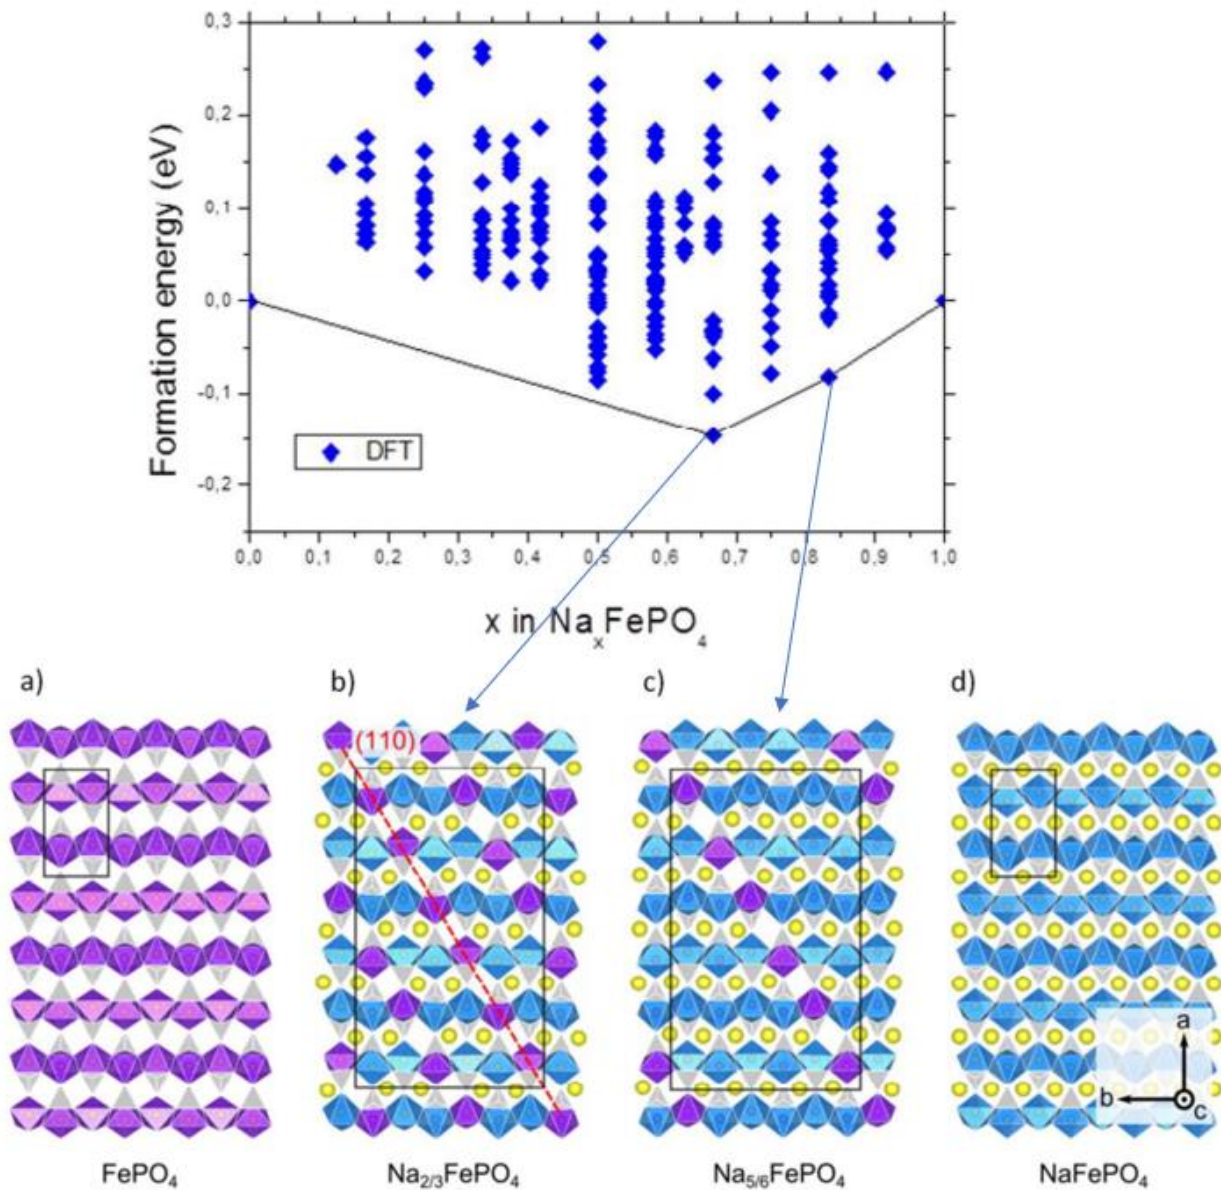 0,3
0,2
0,1
0,0
-0,1
-0,2
Formation energy (eV)
DFT
0,0 0,1 0,2 0,3 0,4 0,5 0,6 0,7 0,8 0,9 1,0
x in NaₓFePO₄
a) b) c) d)
(110)
a
b
c
FePO₄ Na₂/₃FePO₄ Na₅/₆FePO₄ NaFePO₄